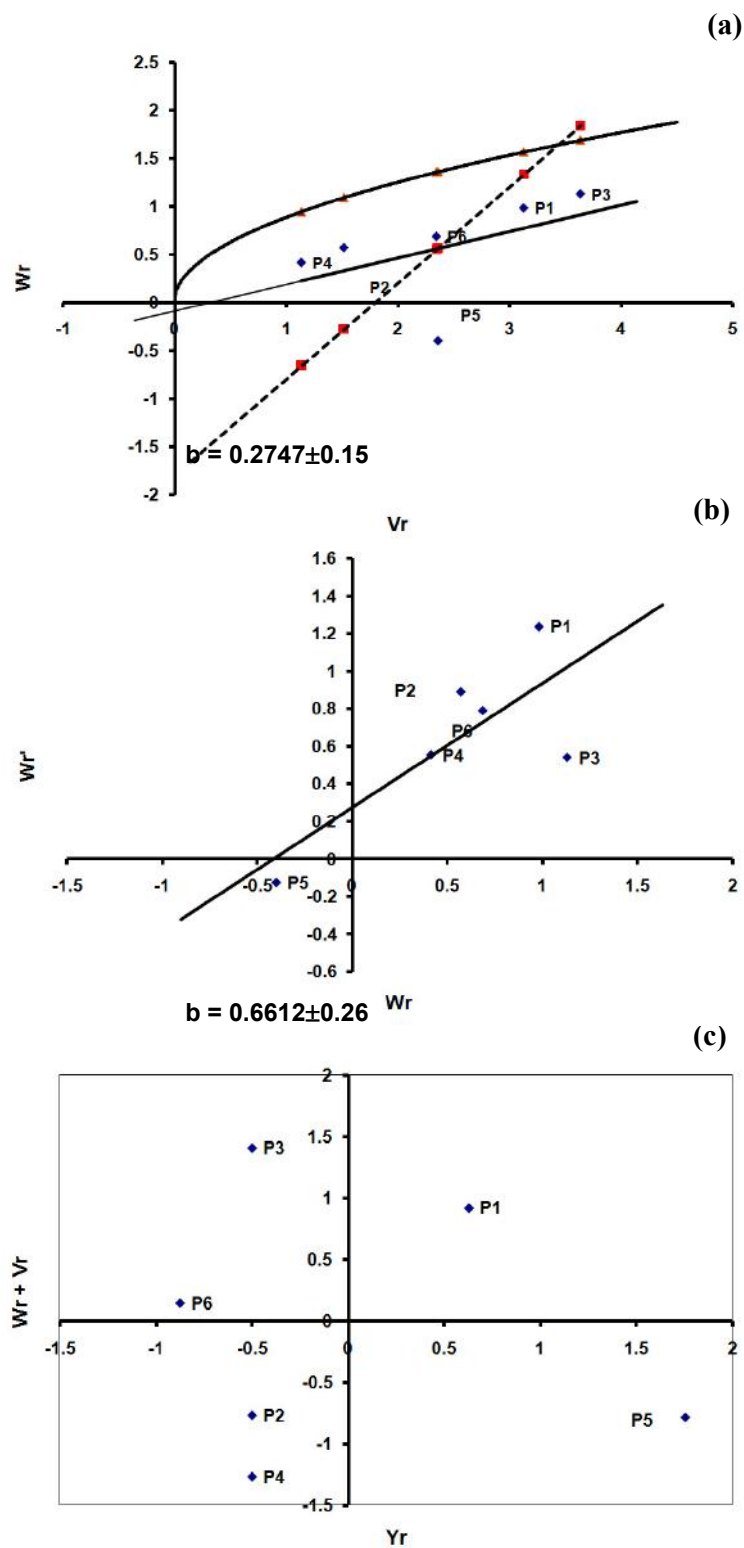 (a)
2.5
2
1.5
1
0.5
0
-0.5
-1
-1.5
-2
-1
0
1
2
3
4
5
Wr
P4
P6
P1
P3
P2
P5
b = 0.2747±0.15
Vr
(b)
1.6
1.4
1.2
1
0.8
0.6
0.4
0.2
0
-0.2
-0.4
-0.6
-1.5
-1
-0.5
0
0.5
1
1.5
2
Wr'
P1
P2
P6
P4
P3
P5
Wr
b = 0.6612±0.26
(c)
2
1.5
1
0.5
0
-0.5
-1
-1.5
-1.5
-1
-0.5
0
0.5
1
1.5
2
Wr + Vr
P3
P1
P6
P2
P5
P4
Yr